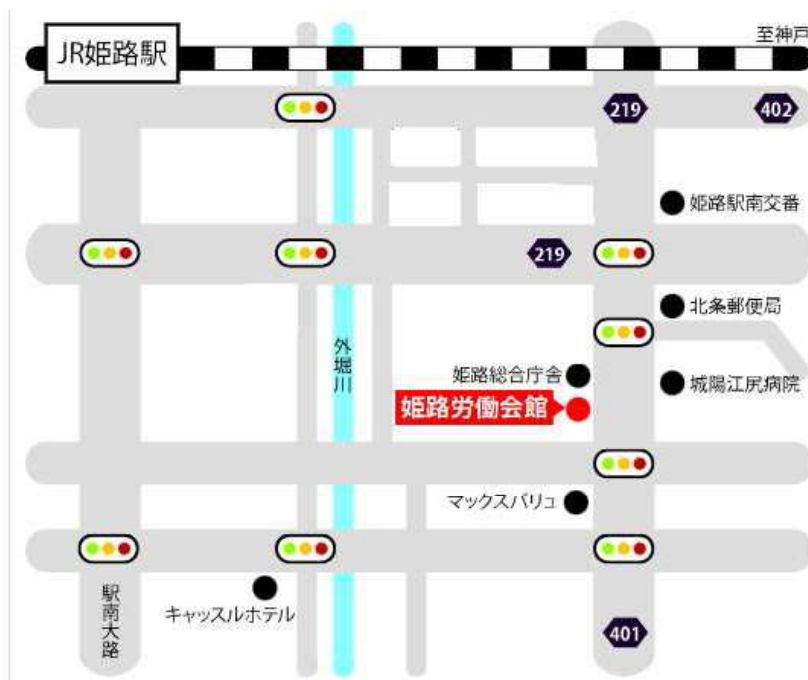 至神戸
JR姫路駅
219
402
姫路駅南交番
219
北条郵便局
外堀川
姫路総合庁舎
城陽江尻病院
姫路労働会館
マックスバリュ
キャッスルホテル
駅南大路
401